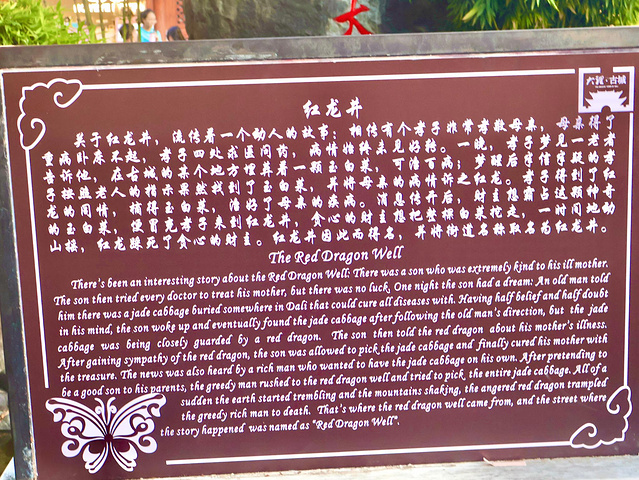 大
大理·古城
红龙井
关于红龙井，流传着一个动人的故事：相传有个孝子非常孝敬母亲，母亲得了
重病卧床不起，孝子四处求医问药，病情始终未见好转。一晚，孝子梦见一老者
告诉他，在古城的某个地方埋着一颗玉白菜，可治百病；梦醒后半信半疑的孝
子按照老人的指示果然找到了玉白菜，并将母亲的病情诉之红龙。孝子得到了红
龙的同情，摘得玉白菜，治好了母亲的疾病。消息传开后，财主想霸占这颗神奇
的玉白菜，便冒充孝子来到红龙井，贪心的财主想把整棵白菜挖走，一时间地动
山摇，红龙踩死了贪心的财主。红龙井因此而得名，并将街道名称取名为红龙井。
The Red Dragon Well
There's been an interesting story about the Red Dragon Well: There was a son who was extremely kind to his ill mother.
The son then tried every doctor to treat his mother, but there was no luck. One night the son had a dream: An old man told
him there was a jade cabbage buried somewhere in Dali that could cure all diseases with. Having half belief and half doubt
in his mind, the son woke up and eventually found the jade cabbage after following the old man's direction, but the jade
cabbage was being closely guarded by a red dragon. The son then told the red dragon about his mother's illness.
After gaining sympathy of the red dragon, the son was allowed to pick the jade cabbage and finally cured his mother with
the treasure. The news was also heard by a rich man who wanted to have the jade cabbage on his own. After pretending to
be a good son to his parents, the greedy man rushed to the red dragon well and tried to pick the entire jade cabbage. All of a
sudden the earth started trembling and the mountains shaking, the angered red dragon trampled
the greedy rich man to death. That's where the red dragon well came from, and the street where
the story happened was named as "Red Dragon Well".